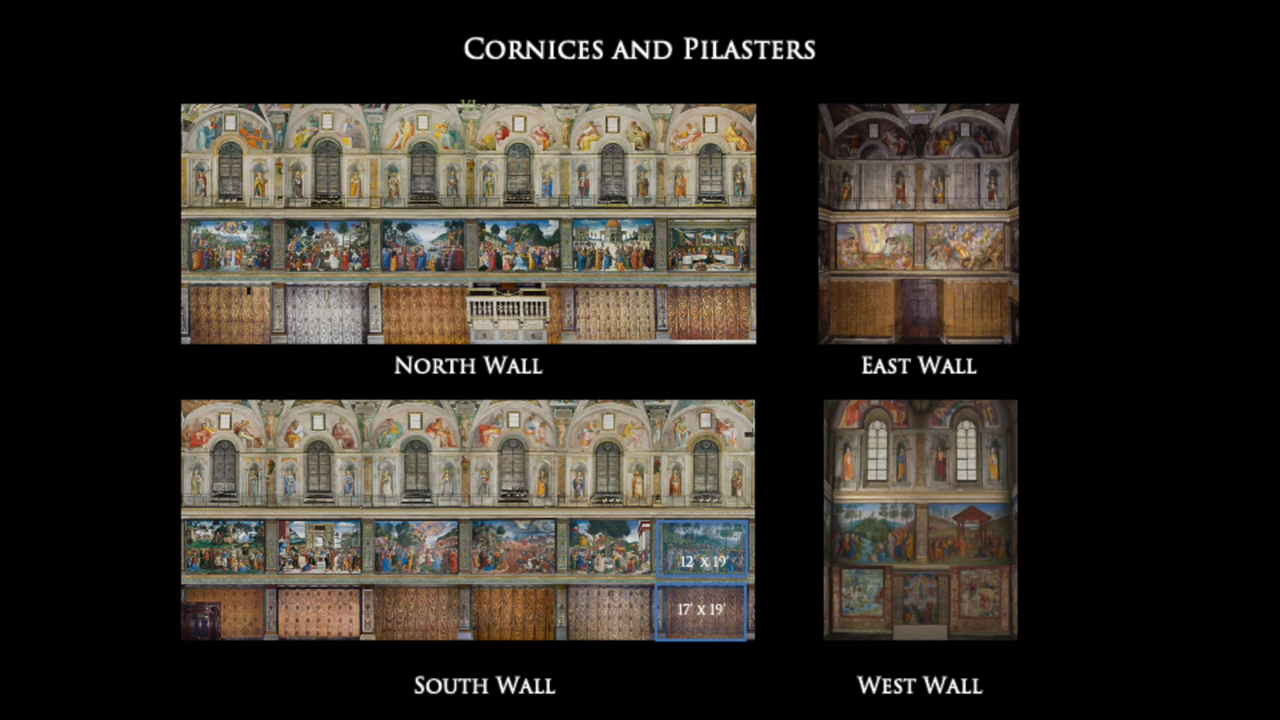 Cornices and Pilasters
North Wall
East Wall
12' x 19'
17' x 19'
South Wall
West Wall